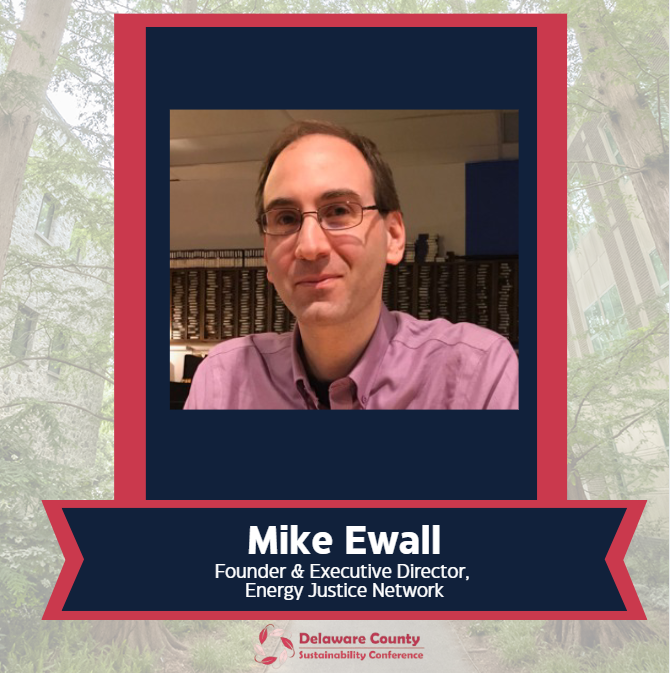 Mike Ewall
Founder & Executive Director,
Energy Justice Network
Delaware County
Sustainability Conference